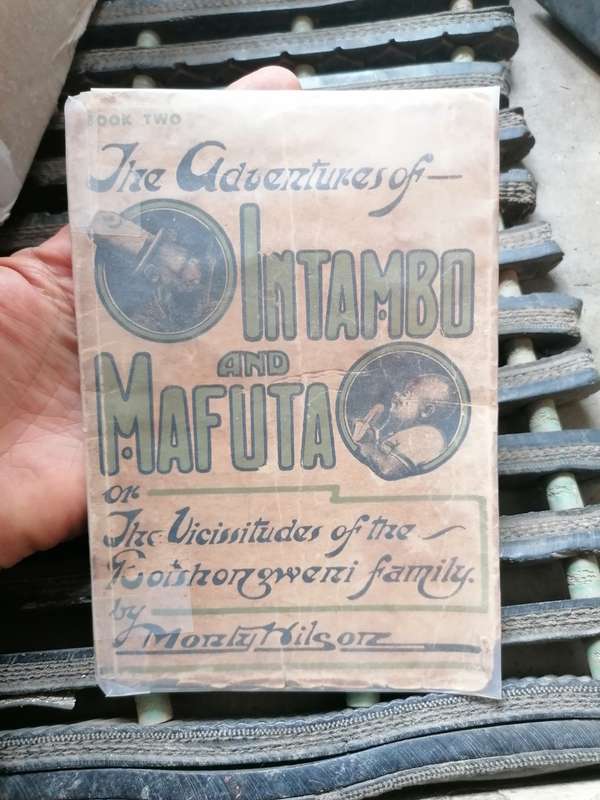 BOOK TWO
The Adventures of—
INTAMBO
AND
MAFUTA
OR
The Vicissitudes of the
Kotshongweni family.
by
Monty Wilson